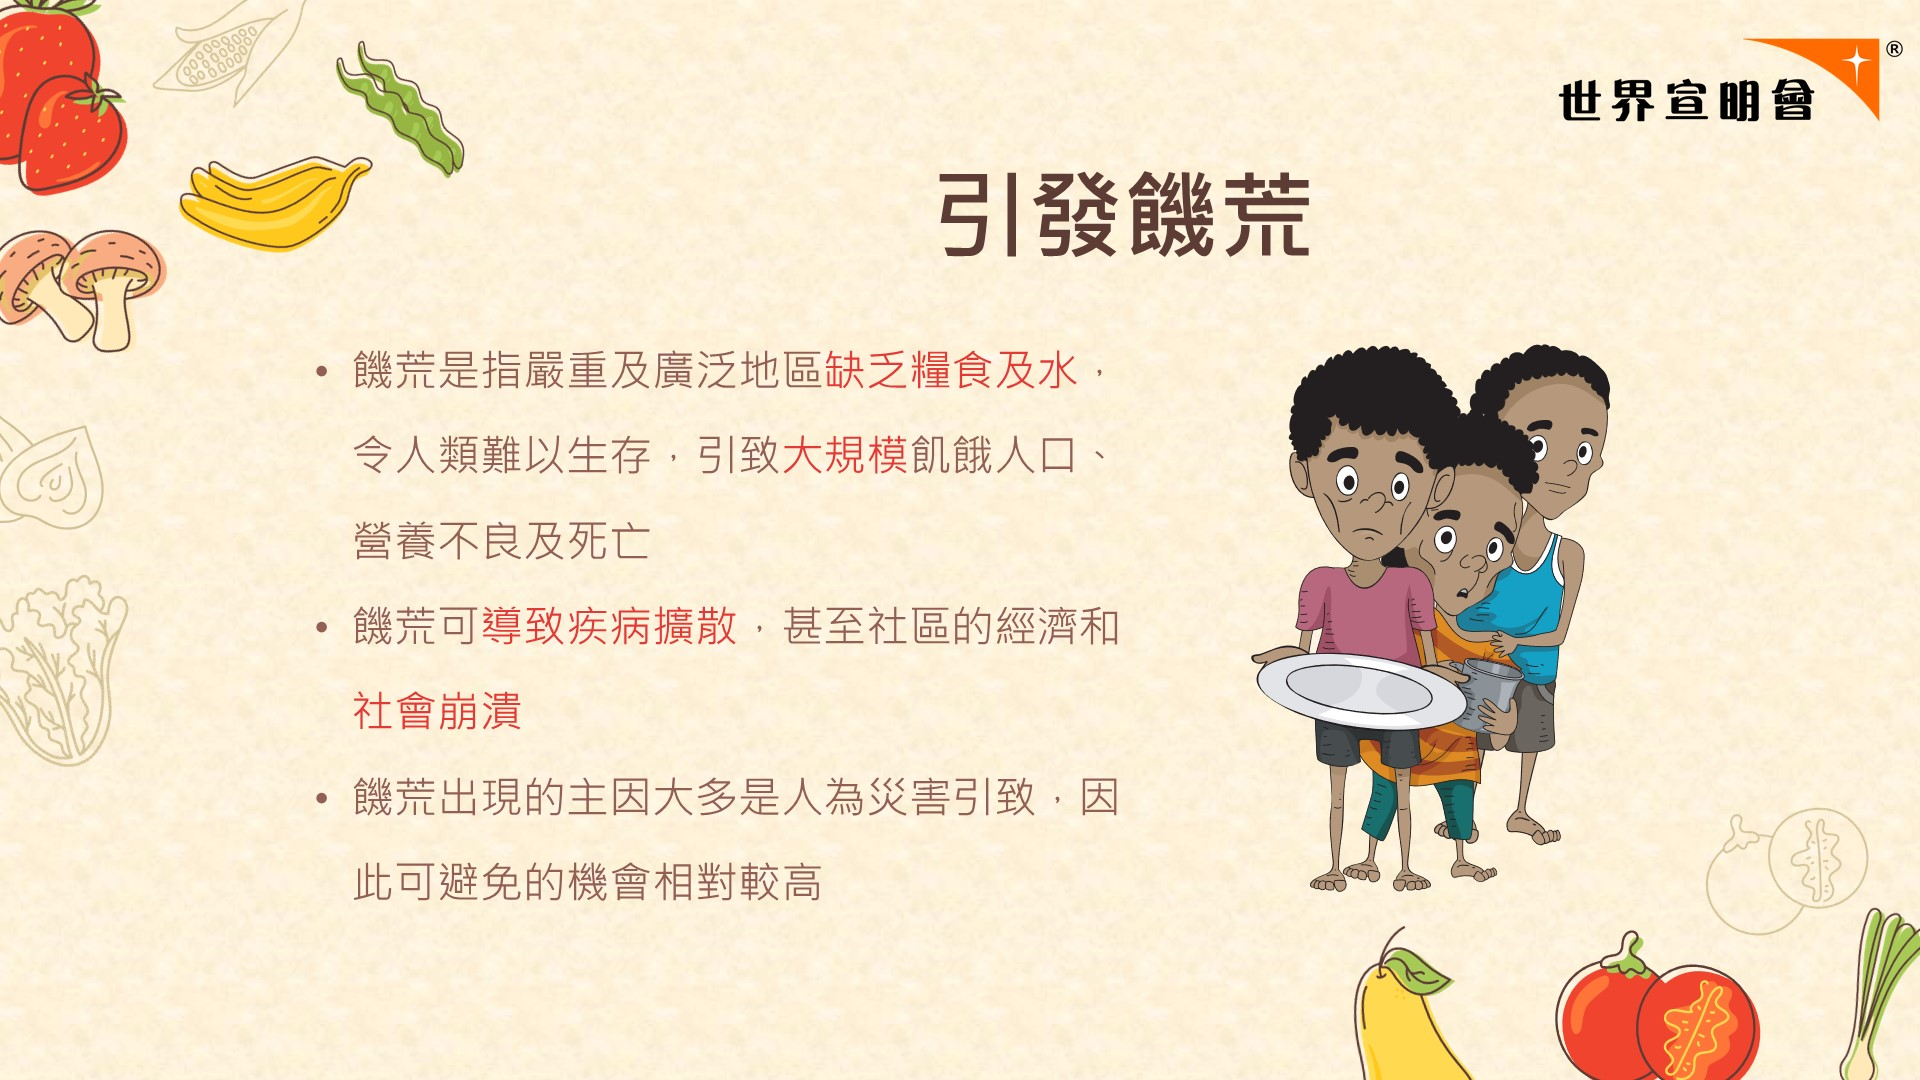 世界宣明會®
引發饑荒
• 饑荒是指嚴重及廣泛地區缺乏糧食及水，
令人類難以生存，引致大規模飢餓人口、
營養不良及死亡
• 饑荒可導致疾病擴散，甚至社區的經濟和
社會崩潰
• 饑荒出現的主因大多是人為災害引致，因
此可避免的機會相對較高